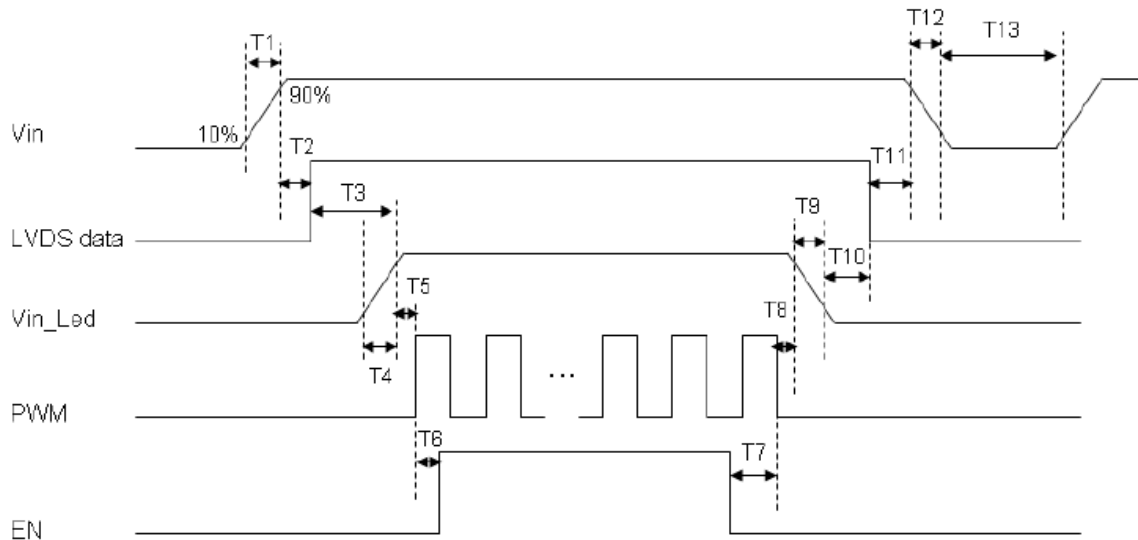 T1
T12
T13
90%
Vin
10%
T2
T11
T3
T9
LVDS data
T10
T5
Vin_Led
T8
T4
...
PWM
T6
T7
EN